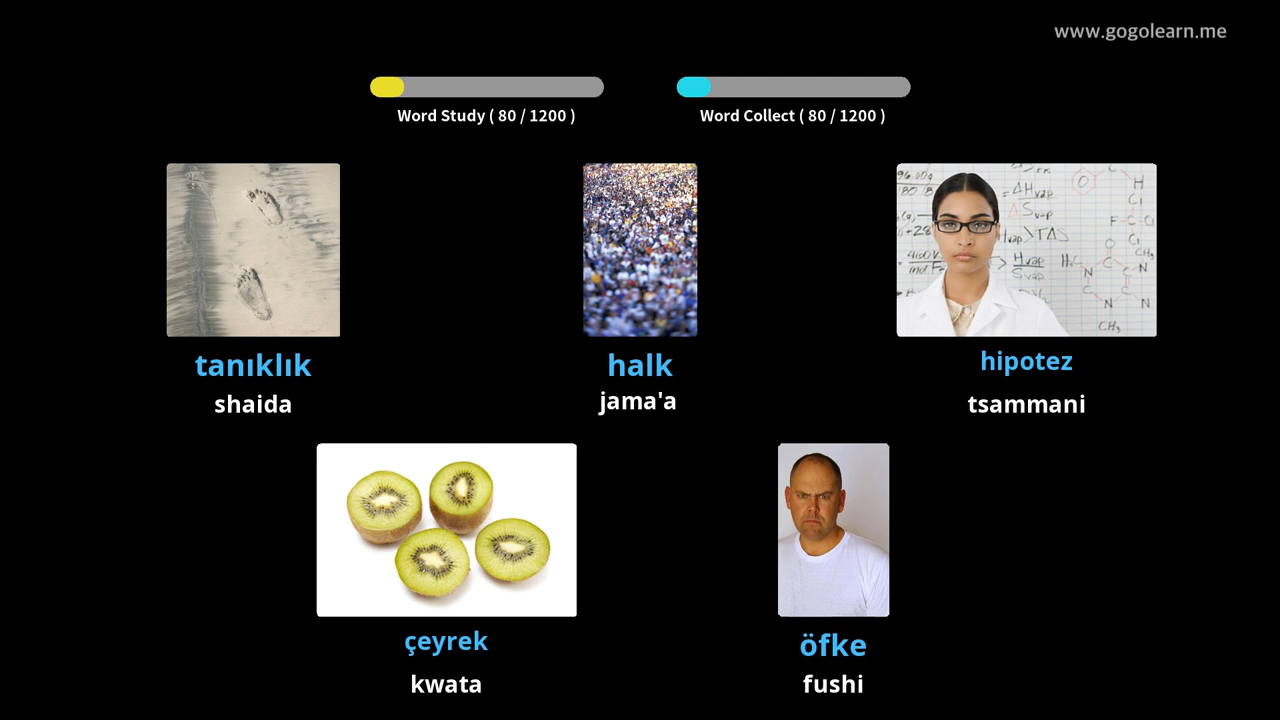 www.gogolearn.me
Word Study ( 80 / 1200 )
Word Collect ( 80 / 1200 )
tanıklık
shaida
halk
jama'a
hipotez
tsammani
çeyrek
kwata
öfke
fushi